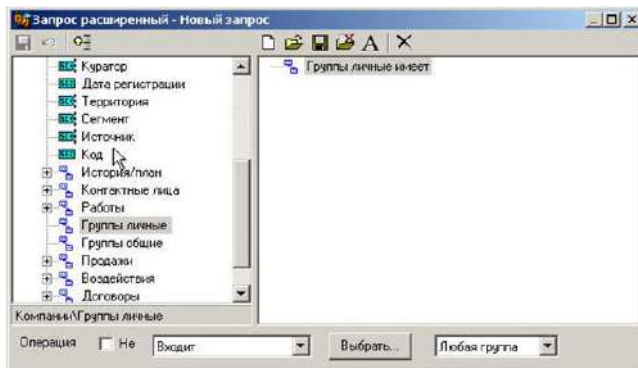 Запрос расширенный - Новый запрос
Куратор
Дата регистрации
Территория
Сегмент
Источник
Код
История/план
Контактные лица
Работы
Группы личные
Группы общие
Продажи
Воздействия
Договоры
Компании\Группы личные
Группы личные имеет
Операция Не Входит Выбрать... Любая группа